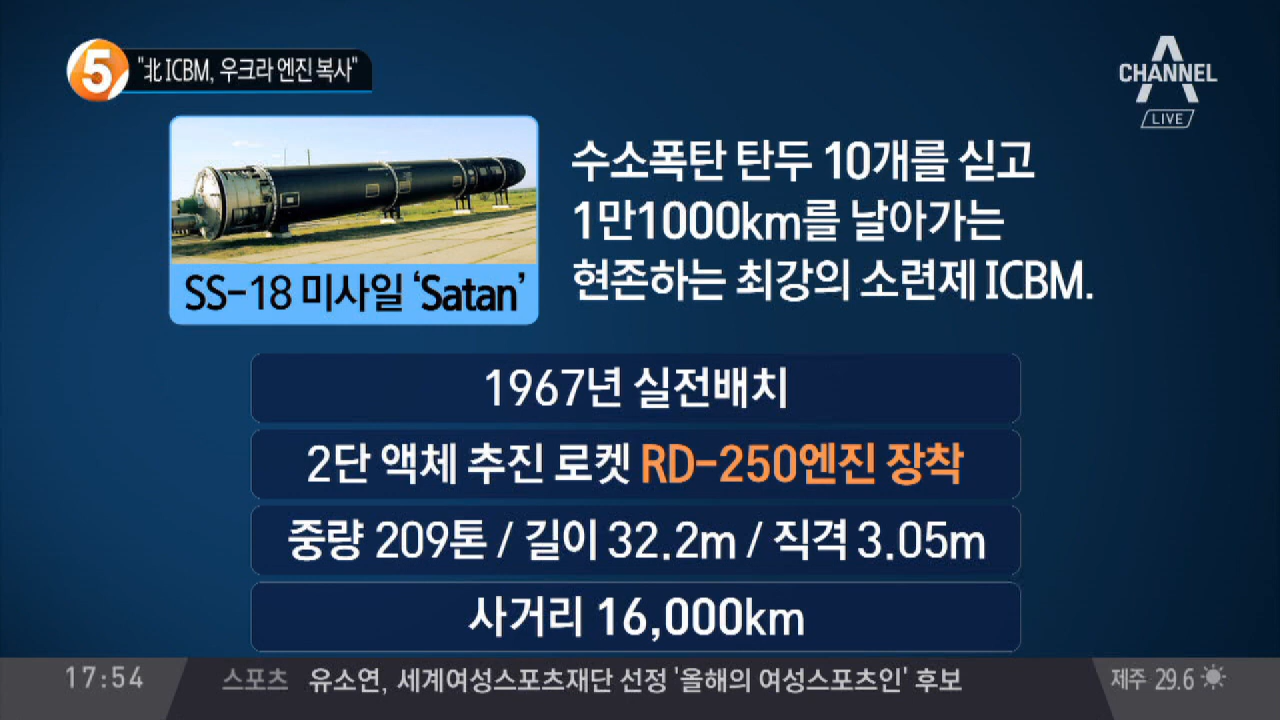 5 "北 ICBM, 우크라 엔진 복사"
CHANNEL A
LIVE
SS-18 미사일 ‘Satan’
수소폭탄 탄두 10개를 싣고
1만1000km를 날아가는
현존하는 최강의 소련제 ICBM.
1967년 실전배치
2단 액체 추진 로켓 RD-250엔진 장착
중량 209톤 / 길이 32.2m / 직격 3.05m
사거리 16,000km
17:54 스포츠 유소연, 세계여성스포츠재단 선정 '올해의 여성스포츠인' 후보 제주 29.6